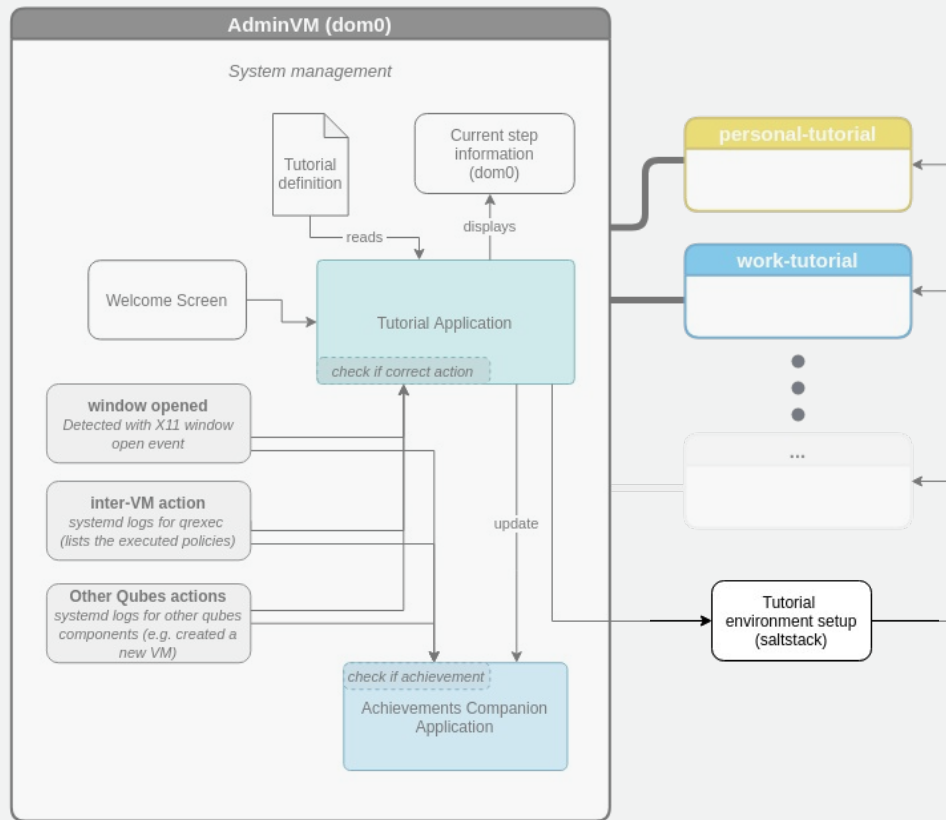 AdminVM (dom0)
System management
Tutorial
definition
Current step
information
(dom0)
reads
displays
Welcome Screen
Tutorial Application
check if correct action
window opened
Detected with X11 window
open event
inter-VM action
systemd logs for qrexec
(lists the executed policies)
Other Qubes actions
systemd logs for other qubes
components (e.g. created a
new VM)
update
check if achievement
Achievements Companion
Application
personal-tutorial
work-tutorial
...
Tutorial
environment setup
(saltstack)